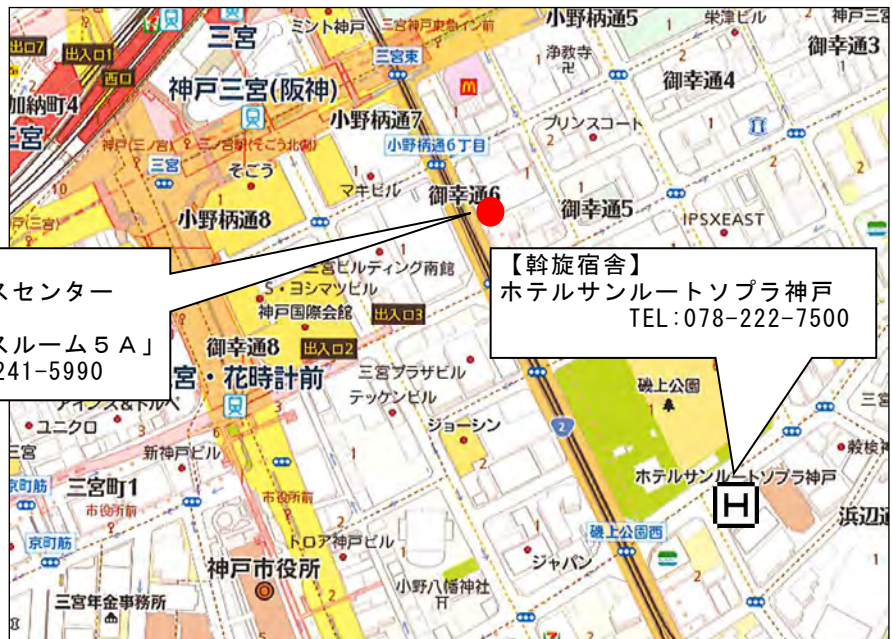 三宮
ミント神戸
三宮神戸東急イン前
小野柄通5
栄津ビル
神戸三宮
出口7
出入口1
三宮東
浄教寺
御幸通3
西口
加納町4
神戸三宮(阪神)
御幸通4
三宮
小野柄通7
プリンスコート
小野柄通6丁目
三宮
そごう
マキビル
御幸通6
御幸通5
小野柄通8
IPSXEAST
スセンター
スルーム5A」
241-5990
三宮ビルディング南館
S・ヨシマツビル
神戸国際会館
出入口3
【斡旋宿舎】
ホテルサンルートソプラ神戸
TEL:078-222-7500
御幸通8
出入口2
宮・花時計前
三宮プラザビル
テッケンビル
磯上公園
ユニクロ
ジョーシン
2
新神戸ビル
三宮
京町筋
三宮町1
市役所前
市役所前
ホテルサンルートソプラ神戸
穀検
浜辺通
京町筋
トロア神戸ビル
磯上公園西
神戸市役所
ジャパン
小野八幡神社
三宮年金事務所
H